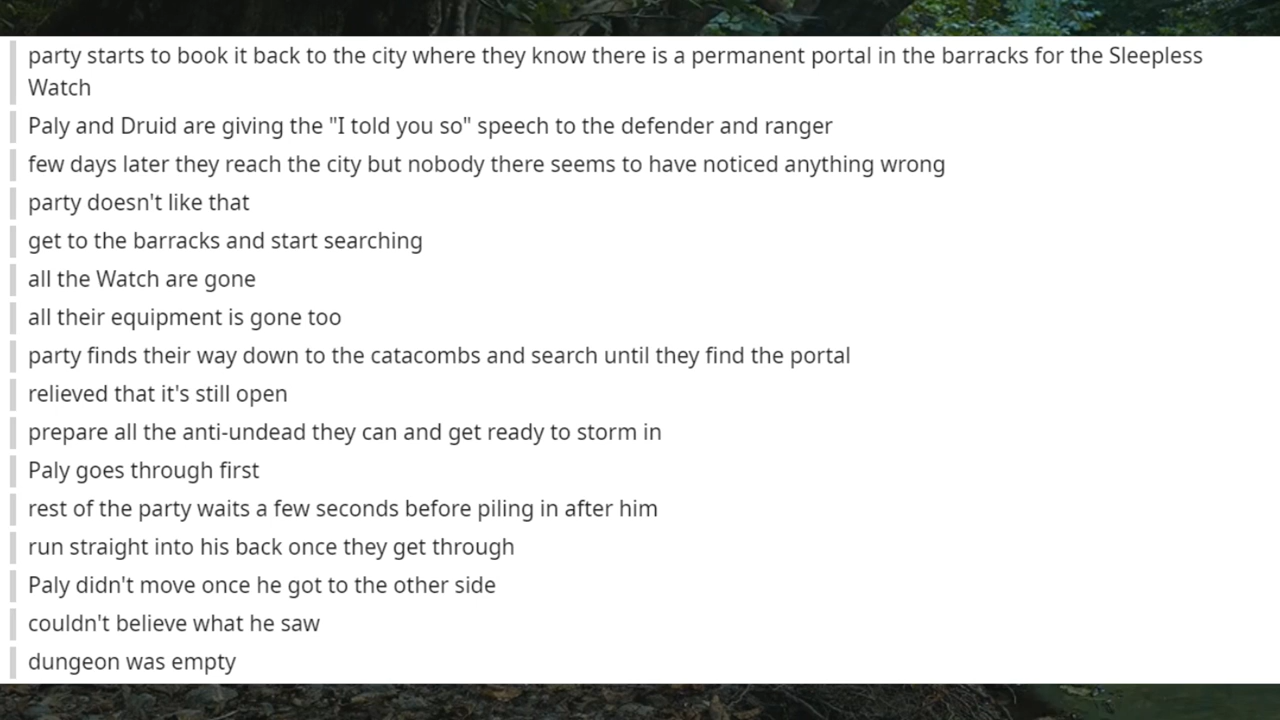 party starts to book it back to the city where they know there is a permanent portal in the barracks for the Sleepless
Watch
Paly and Druid are giving the "I told you so" speech to the defender and ranger
few days later they reach the city but nobody there seems to have noticed anything wrong
party doesn't like that
get to the barracks and start searching
all the Watch are gone
all their equipment is gone too
party finds their way down to the catacombs and search until they find the portal
relieved that it's still open
prepare all the anti-undead they can and get ready to storm in
Paly goes through first
rest of the party waits a few seconds before piling in after him
run straight into his back once they get through
Paly didn't move once he got to the other side
couldn't believe what he saw
dungeon was empty